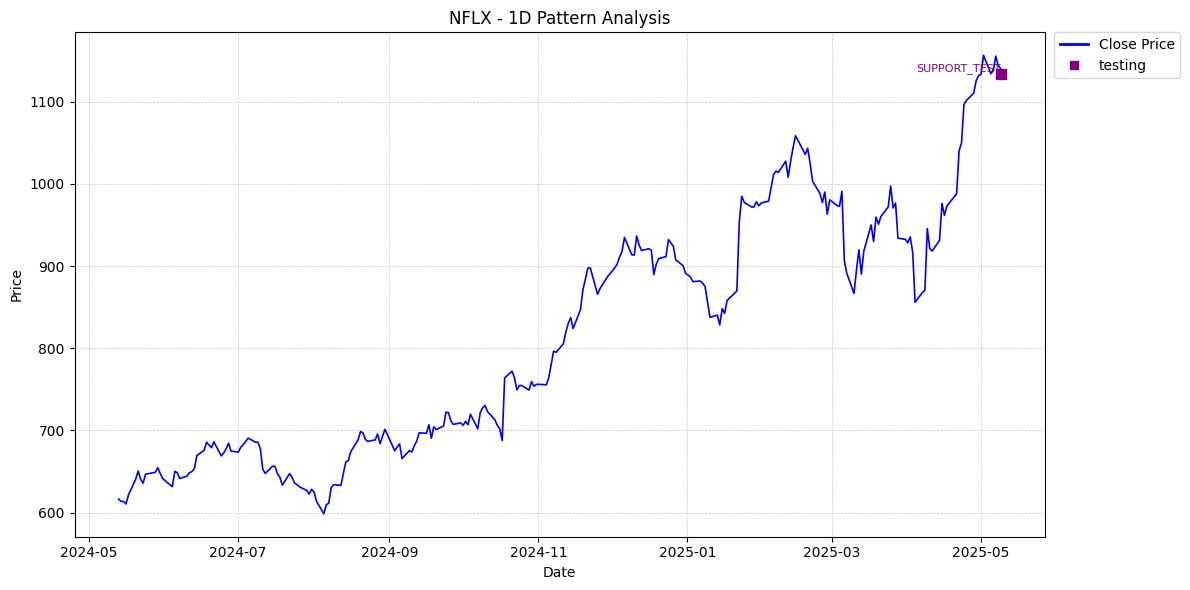 NFLX - 1D Pattern Analysis
Close Price
testing
SUPPORT_TEST
Price
1100
1000
900
800
700
600
2024-05
2024-07
2024-09
2024-11
2025-01
2025-03
2025-05
Date